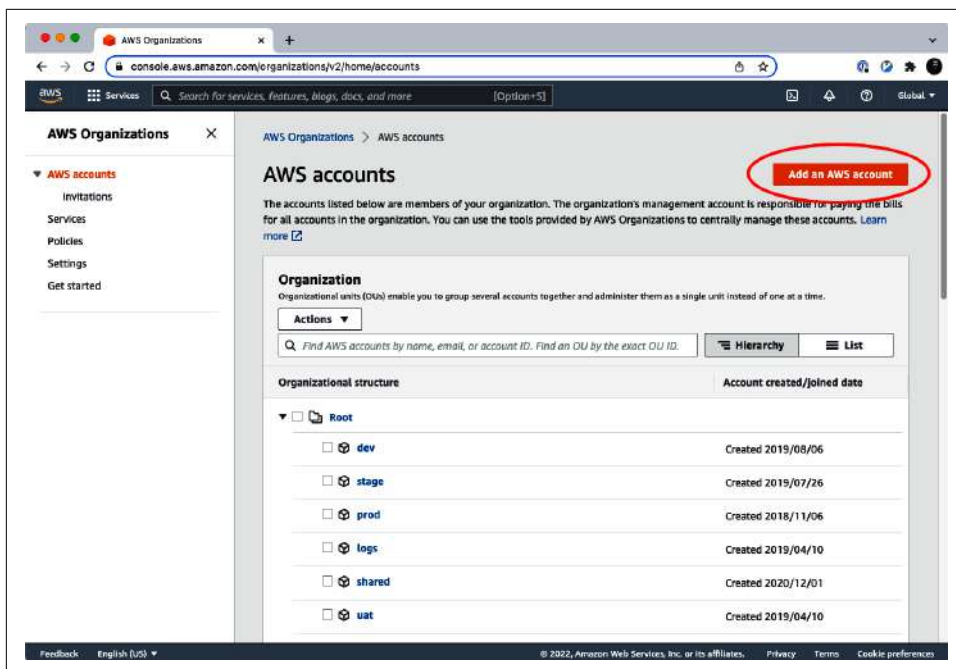 AWS Organizations
console.aws.amazon.com/organizations/v2/home/accounts
aws
Services
Search for services, features, blogs, docs, and more
[Option+S]
Global
AWS Organizations
AWS accounts
Invitations
Services
Policies
Settings
Get started
AWS Organizations > AWS accounts
AWS accounts
Add an AWS account
The accounts listed below are members of your organization. The organization's management account is responsible for paying the bills
for all accounts in the organization. You can use the tools provided by AWS Organizations to centrally manage these accounts. Learn
more
Organization
Organizational units (OUs) enable you to group several accounts together and administer them as a single unit instead of one at a time.
Actions
Find AWS accounts by name, email, or account ID. Find an OU by the exact OU ID.
Hierarchy
List
Organizational structure
Account created/joined date
Root
dev
Created 2019/08/06
stage
Created 2019/07/26
prod
Created 2018/11/06
logs
Created 2019/04/10
shared
Created 2020/12/01
uat
Created 2019/04/10
Feedback
English (US)
© 2022, Amazon Web Services, Inc. or its affiliates.
Privacy
Terms
Cookie preferences